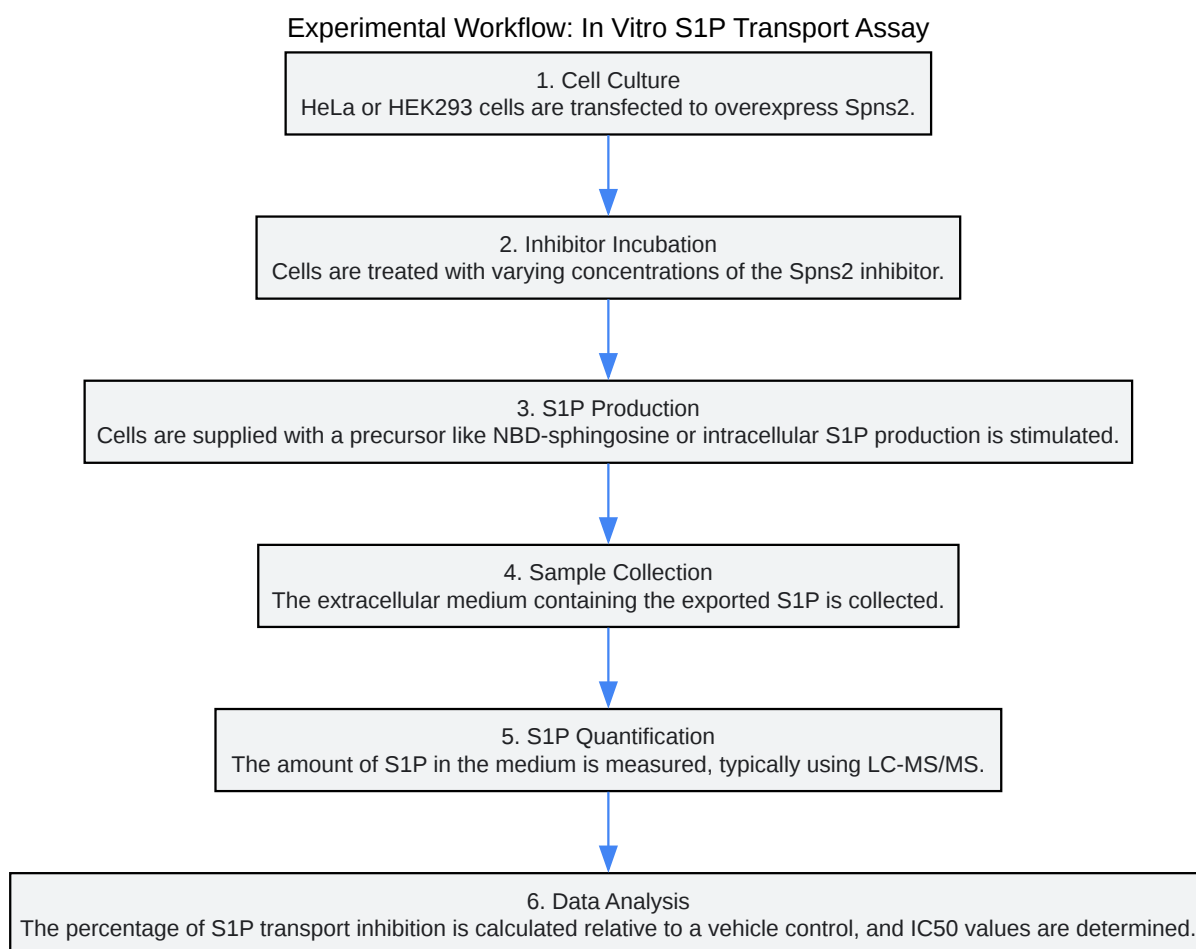 Experimental Workflow: In Vitro S1P Transport Assay
1. Cell Culture
HeLa or HEK293 cells are transfected to overexpress Spns2.
2. Inhibitor Incubation
Cells are treated with varying concentrations of the Spns2 inhibitor.
3. S1P Production
Cells are supplied with a precursor like NBD-sphingosine or intracellular S1P production is stimulated.
4. Sample Collection
The extracellular medium containing the exported S1P is collected.
5. S1P Quantification
The amount of S1P in the medium is measured, typically using LC-MS/MS.
6. Data Analysis
The percentage of S1P transport inhibition is calculated relative to a vehicle control, and IC50 values are determined.